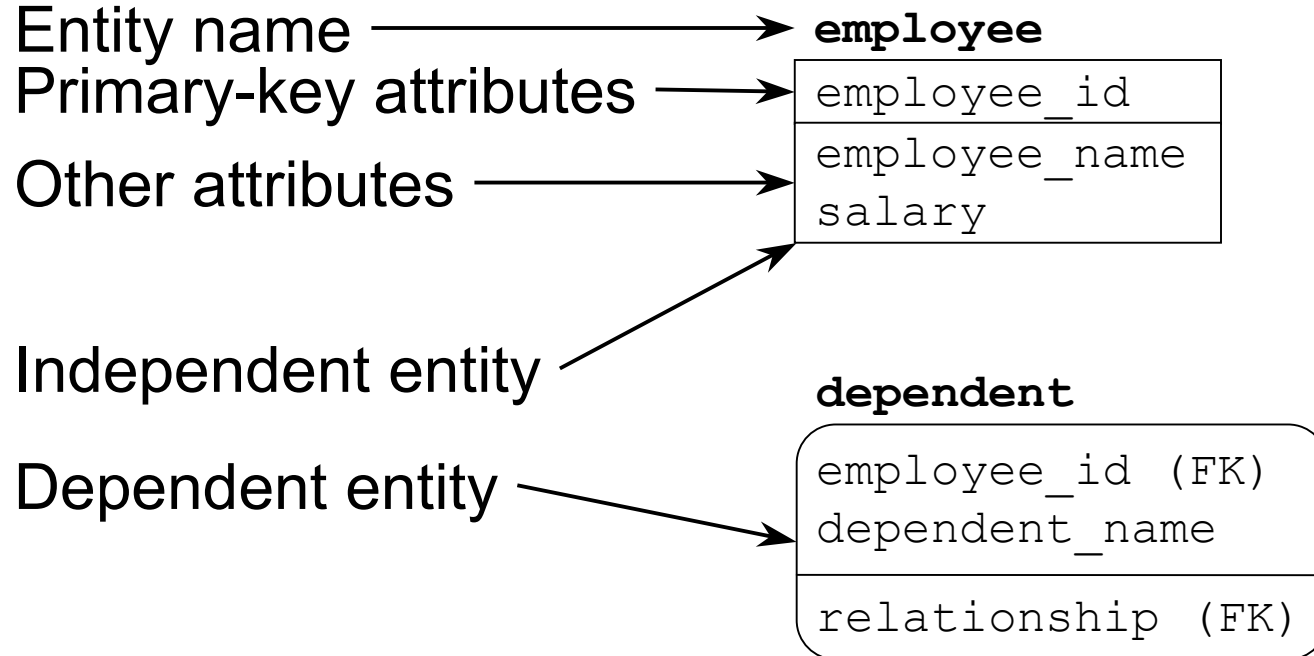 Entity name
employee
Primary-key attributes
employee_id
Other attributes
employee_name
salary
Independent entity
dependent
Dependent entity
employee_id (FK)
dependent_name
relationship (FK)